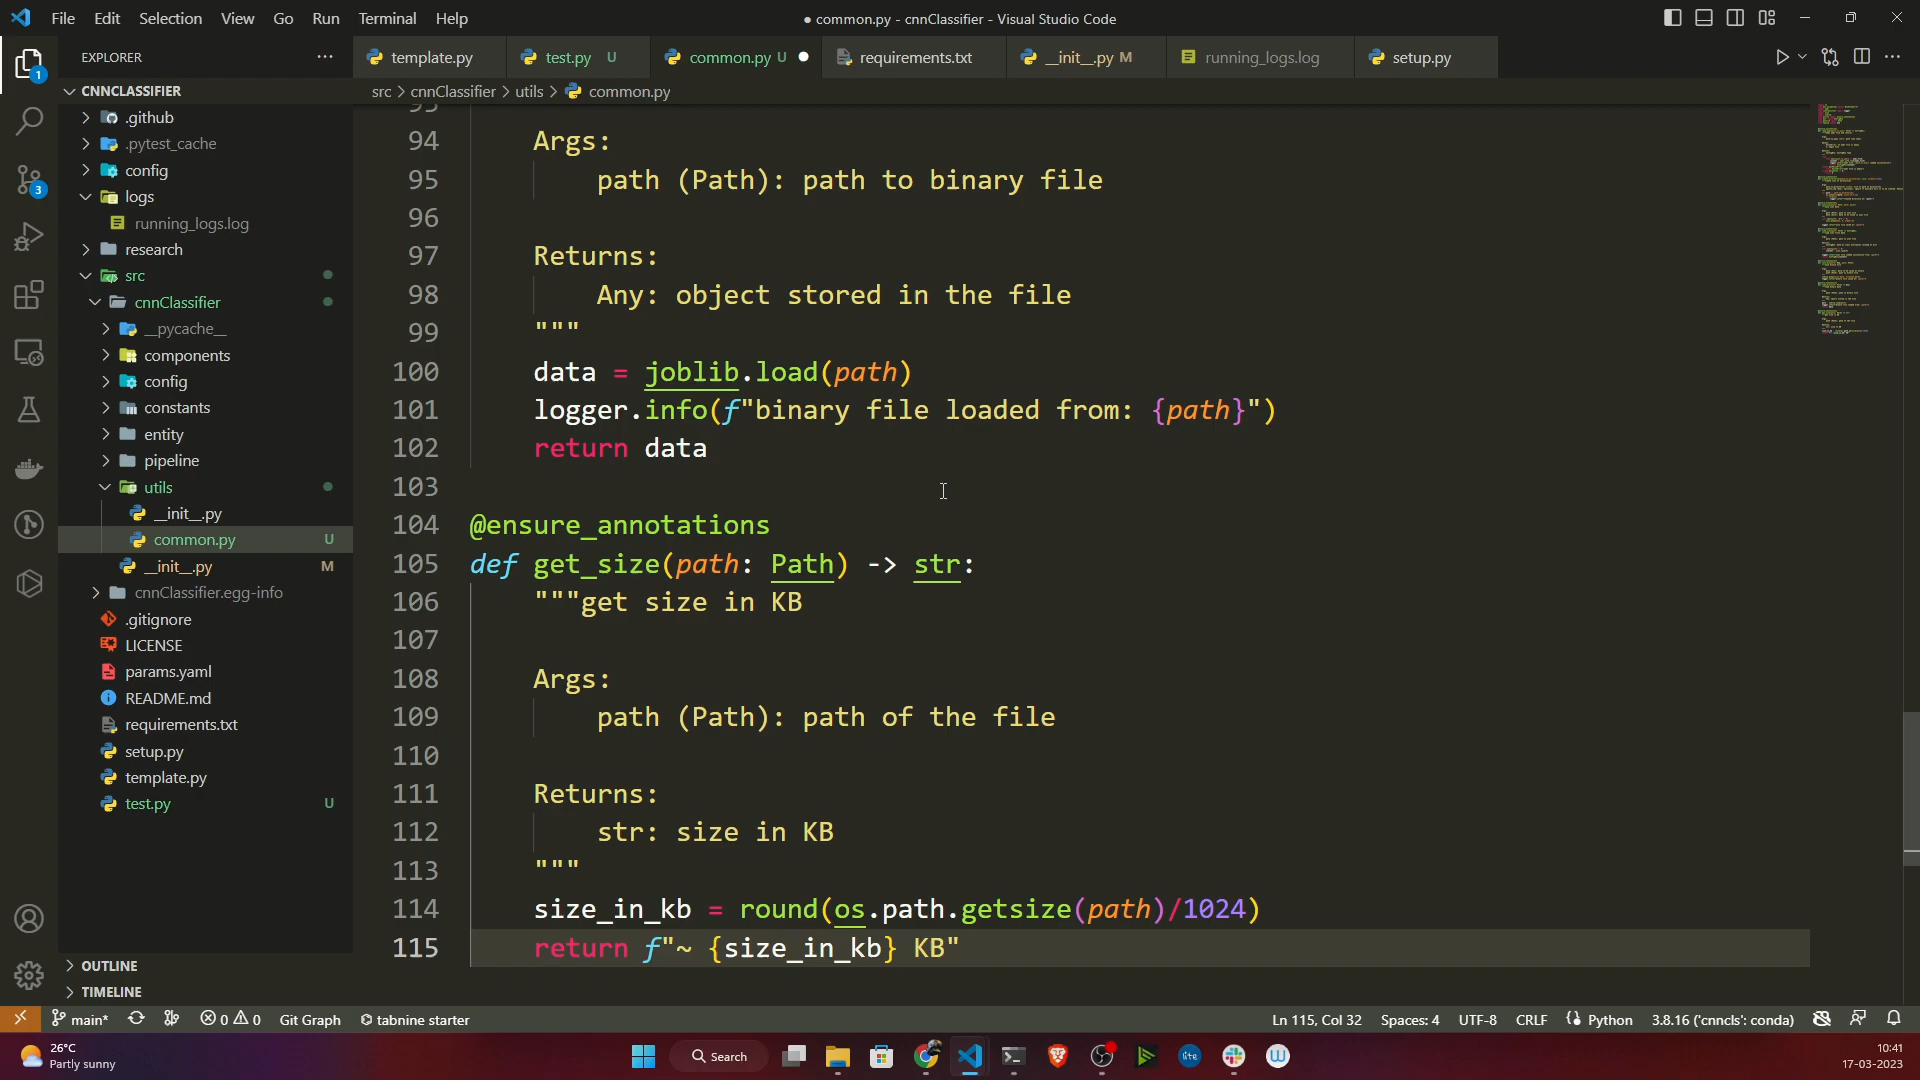 File Edit Selection View Go Run Terminal Help
● common.py - cnnClassifier - Visual Studio Code
EXPLORER
template.py
test.py U
common.py U
requirements.txt
__init__.py M
running_logs.log
setup.py
CNNCLASSIFIER
src > cnnClassifier > utils > common.py
.github
.pytest_cache
config
logs
running_logs.log
research
src
cnnClassifier
__pycache__
components
config
constants
entity
pipeline
utils
__init__.py
common.py U
__init__.py M
cnnClassifier.egg-info
.gitignore
LICENSE
params.yaml
README.md
requirements.txt
setup.py
template.py
test.py U
OUTLINE
TIMELINE
1
3
93
94 Args:
95 path (Path): path to binary file
96
97 Returns:
98 Any: object stored in the file
99 """
100 data = joblib.load(path)
101 logger.info(f"binary file loaded from: {path}")
102 return data
103
104 @ensure_annotations
105 def get_size(path: Path) -> str:
106 """get size in KB
107
108 Args:
109 path (Path): path of the file
110
111 Returns:
112 str: size in KB
113 """
114 size_in_kb = round(os.path.getsize(path)/1024)
115 return f"~ {size_in_kb} KB"
main* 0 0 Git Graph tabnine starter
Ln 115, Col 32 Spaces: 4 UTF-8 CRLF Python 3.8.16 ('cnncls': conda)
26°C
Partly sunny
Search
lite
10:41
17-03-2023